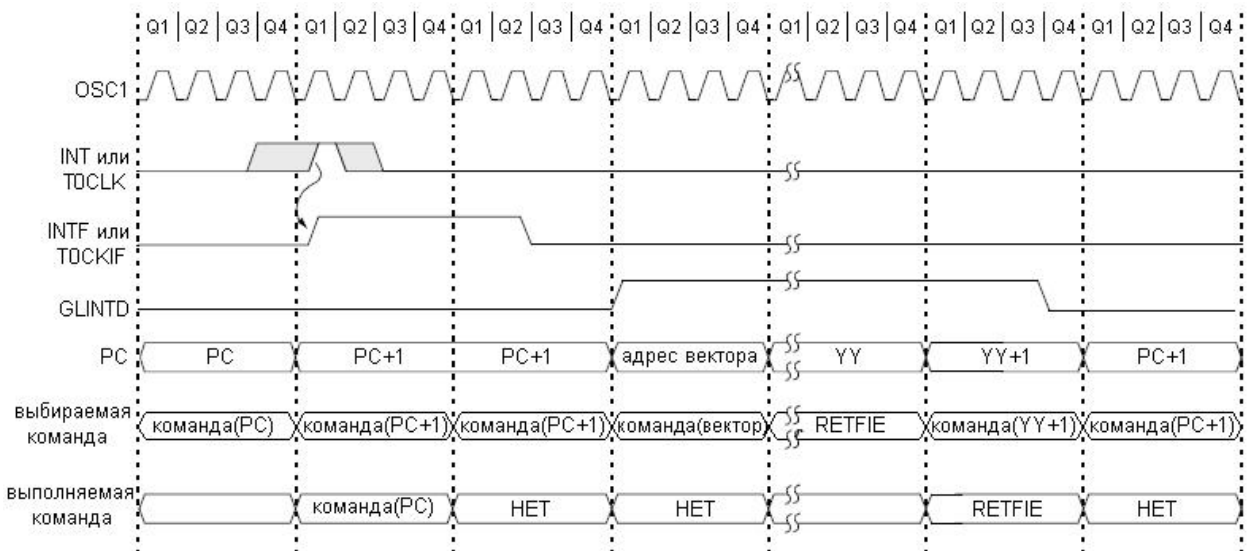 Q1 Q2 Q3 Q4 Q1 Q2 Q3 Q4 Q1 Q2 Q3 Q4 Q1 Q2 Q3 Q4 Q1 Q2 Q3 Q4 Q1 Q2 Q3 Q4 Q1 Q2 Q3 Q4
OSC1
INT или
T0CLK
INTF или
T0CKIF
GLINTD
PC PC PC+1 PC+1 адрес вектора YY YY+1 PC+1
выбираемая
команда
команда(PC) команда(PC+1) команда(PC+1) команда(вектор) RETFIE команда(YY+1) команда(PC+1)
выполняемая
команда
команда(PC) НЕТ НЕТ RETFIE НЕТ